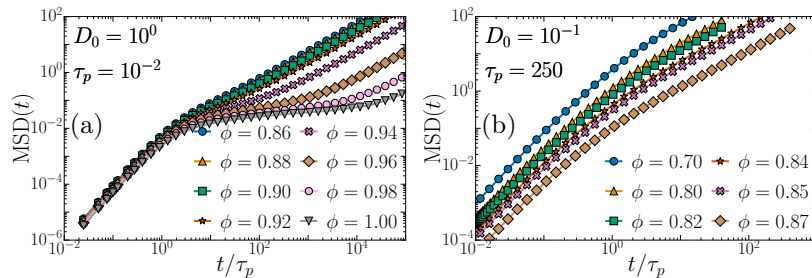 D_0 = 10^0
τ_p = 10^{-2}
(a)
MSD(t)
10^2
10^0
10^{-2}
10^{-4}
10^{-6}
ϕ = 0.86
ϕ = 0.88
ϕ = 0.90
ϕ = 0.92
ϕ = 0.94
ϕ = 0.96
ϕ = 0.98
ϕ = 1.00
10^{-2} 10^0 10^2 10^4
t/τ_p
D_0 = 10^{-1}
τ_p = 250
(b)
MSD(t)
10^2
10^0
10^{-2}
10^{-4}
ϕ = 0.70
ϕ = 0.80
ϕ = 0.82
ϕ = 0.84
ϕ = 0.85
ϕ = 0.87
10^{-2} 10^0 10^2
t/τ_p